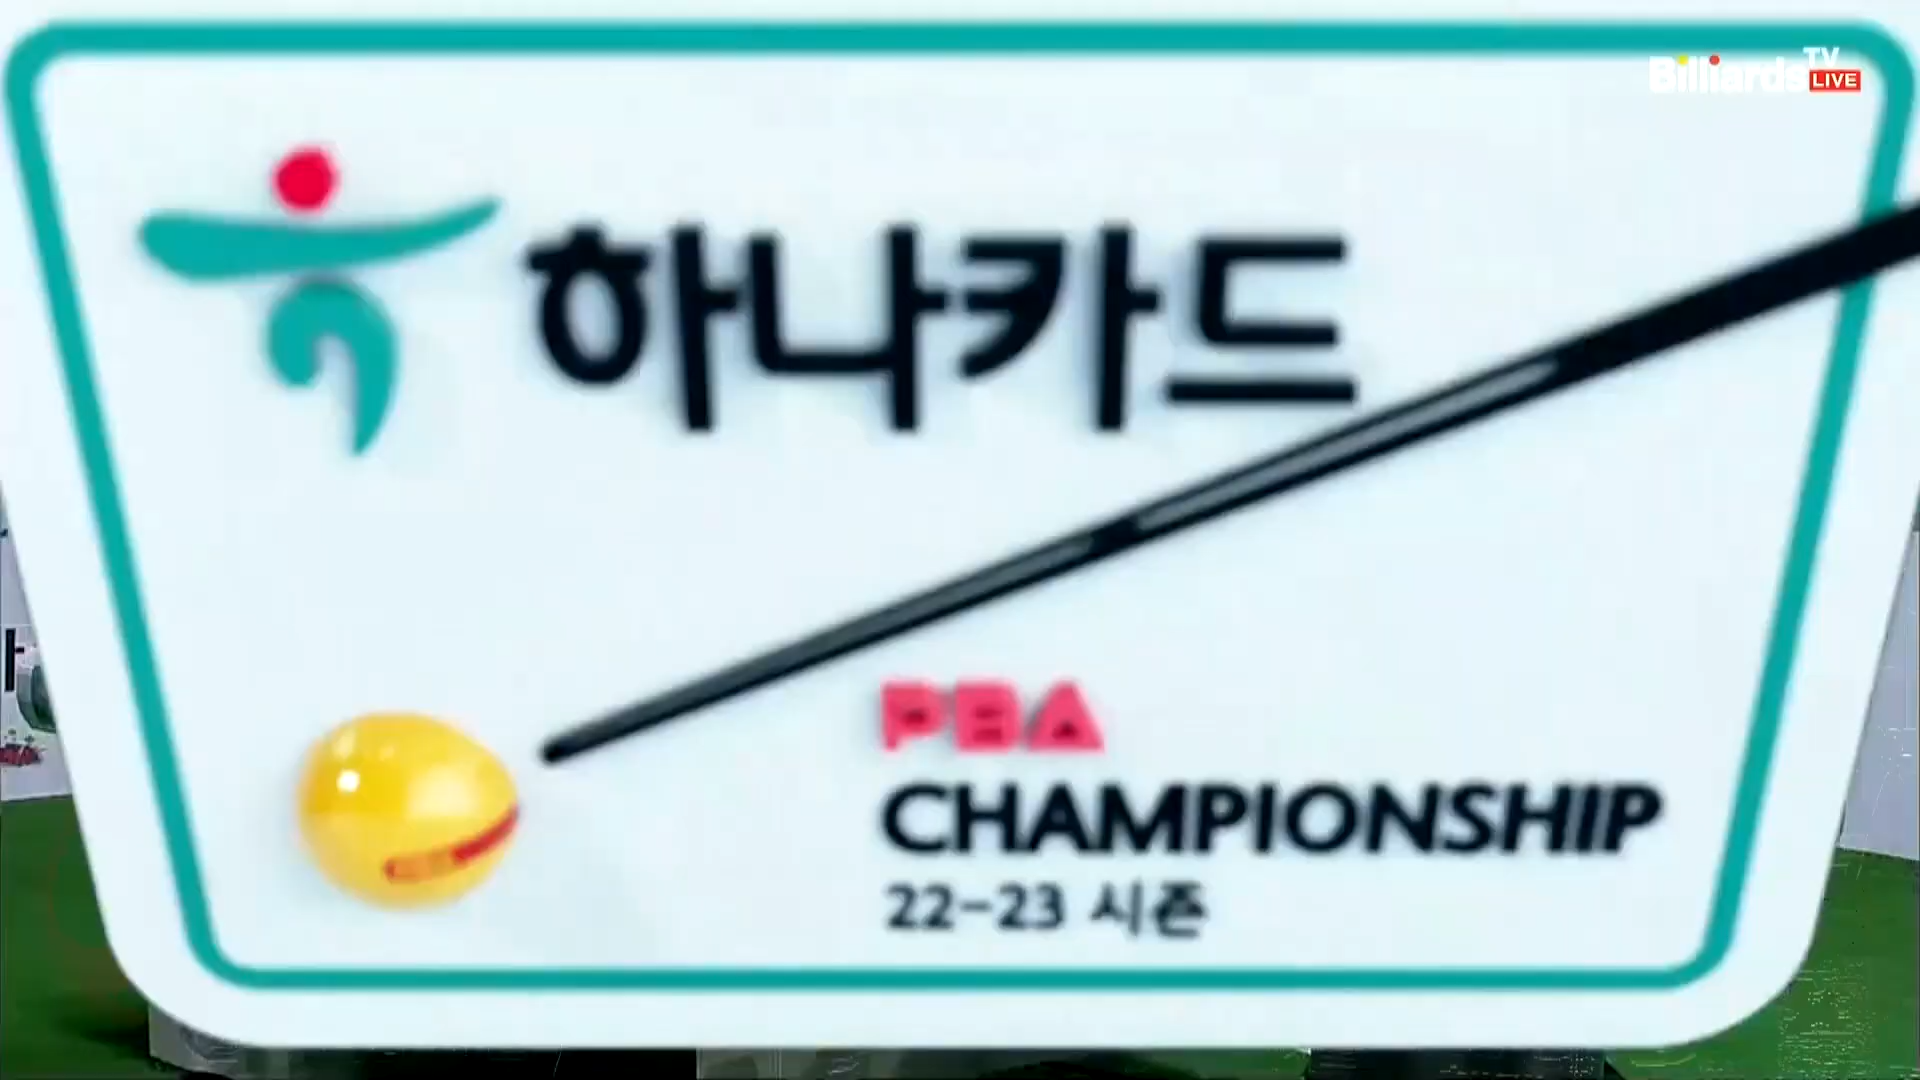 Billiards TV
LIVE
하나카드
PBA
CHAMPIONSHIP
22-23 시즌